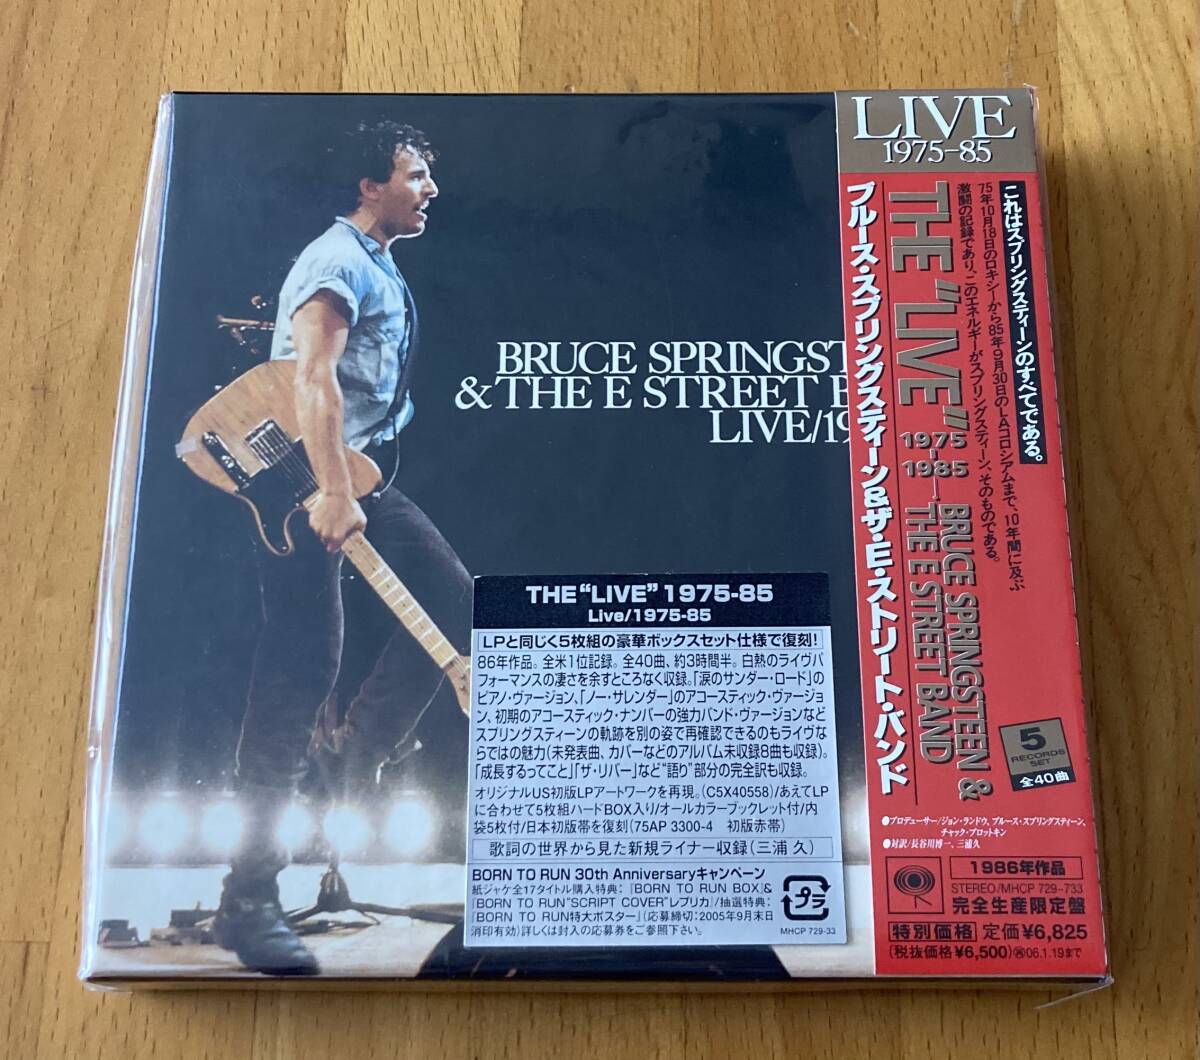 BRUCE SPRINGST
& THE E STREET B
LIVE/19
LIVE
1975-85
これはスプリングスティーンのすべてである。
75年10月18日のロキシーから85年9月30日のLAコロシアムまで、10年間に及ぶ
激闘の記録であり、このエネルギーがスプリングスティーン、そのものである。
THE "LIVE" 1975-1985
BRUCE SPRINGSTEEN &
THE E STREET BAND
ブルース・スプリングスティーン&ザ・E・ストリート・バンド
5
RECORDS
SET
全40曲
●プロデューサー/ジョン・ランドウ、ブルース・スプリングスティーン、
チャック・プロットキン
●対訳/長谷川博一、三浦久
1986年作品
STEREO/MHCP 729-733
完全生産限定盤
特別価格 定価¥6,825
(税抜価格¥6,500)㊝06.1.19まで
THE“LIVE”1975-85
Live/1975-85
LPと同じく5枚組の豪華ボックスセット仕様で復刻!
86年作品。全米1位記録。全40曲、約3時間半。白熱のライヴパ
フォーマンスの凄さを余すところなく収録。「涙のサンダー・ロード」の
ピアノ・ヴァージョン、「ノー・サレンダー」のアコースティック・ヴァージョ
ン、初期のアコースティック・ナンバーの強力バンド・ヴァージョンなど
スプリングスティーンの軌跡を別の姿で再確認できるのもライヴな
らではの魅力(未発表曲、カバーなどのアルバム未収録8曲も収録)。
「成長するってこと」「ザ・リバー」など“語り”部分の完全訳も収録。
オリジナルUS初版LPアートワークを再現。(C5X40558)/あえてLP
に合わせて5枚組ハードBOX入り/オールカラーブックレット付/内
袋5枚付/日本初版帯を復刻(75AP 3300-4 初版赤帯)
歌詞の世界から見た新規ライナー収録(三浦 久)
BORN TO RUN 30th Anniversaryキャンペーン
紙ジャケ全17タイトル購入特典:『BORN TO RUN BOX』&
『BORN TO RUN“SCRIPT COVER”レプリカ』/抽選特典:
『BORN TO RUN特大ポスター』(応募締切:2005年9月末日
消印有効)詳しくは封入の応募券をご参照下さい。
プラ
MHCP 729-33